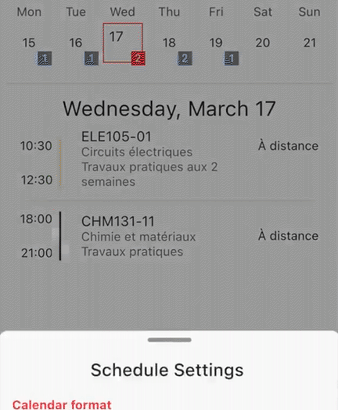 Mon Tue Wed Thu Fri Sat Sun
15 16 17 18 19 20 21
1 1 2 2 1
Wednesday, March 17
ELE105-01
10:30 Circuits électriques À distance
Travaux pratiques aux 2
12:30 semaines
18:00 CHM131-11
Chimie et matériaux À distance
21:00 Travaux pratiques
Schedule Settings
Calendar format